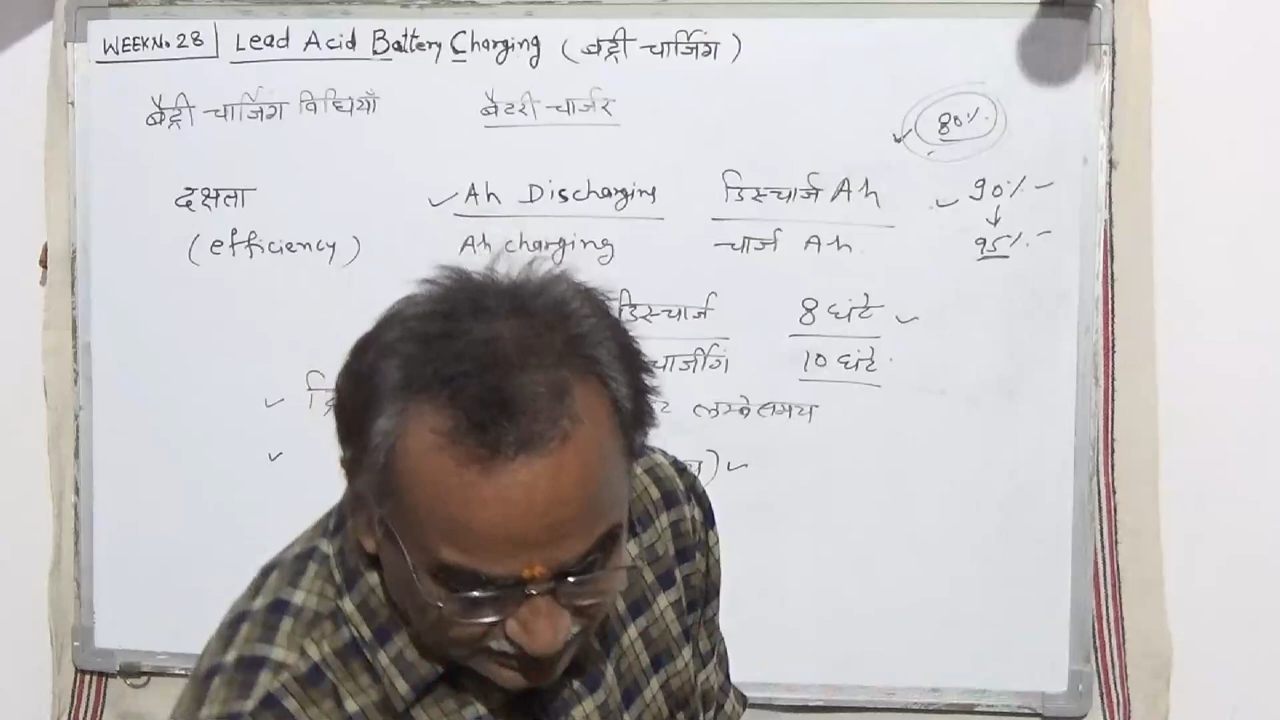 WEEK No. 28 Lead Acid Battery Charging (बैट्री चार्जिंग)
बैट्री चार्जिंग विधियाँ बैटरी चार्जर
80%
दक्षता Ah Discharging डिस्चार्ज Ah 90%
(efficiency) Ah charging चार्ज Ah 95%
डिस्चार्ज 8 घंटे
चार्जींगि 10 घंटे
लम्बे समय